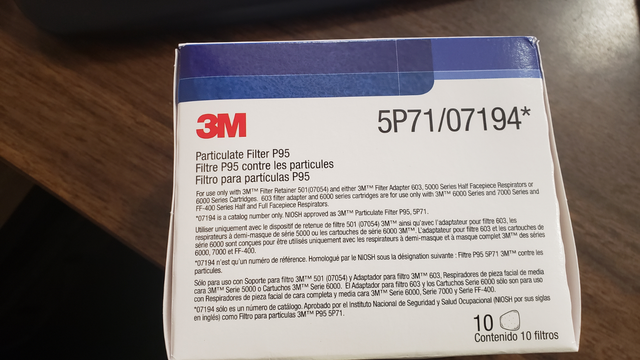 3M
5P71/07194*
Particulate Filter P95
Filtre P95 contre les particules
Filtro para partículas P95
For use only with 3M™ Filter Retainer 501(07054) and either 3M™ Filter Adapter 603, 5000 Series Half Facepiece Respirators or
6000 Series Cartridges. 603 filter adapter and 6000 series cartridges are for use only with 3M™ 6000 Series and 7000 Series and
FF-400 Series Half and Full Facepiece Respirators.
*07194 is a catalog number only. NIOSH approved as 3M™ Particulate Filter P95, 5P71.
Utiliser uniquement avec le dispositif de retenue de filtre 501 (07054) 3M™ ainsi qu'avec l'adaptateur pour filtre 603, les
respirateurs à demi-masque de série 5000 ou les cartouches de série 6000 3M™. L'adaptateur pour filtre 603 et les cartouches de
série 6000 sont conçus pour être utilisés uniquement avec les respirateurs à demi-masque et à masque complet 3M™ des séries
6000, 7000 et FF-400.
*07194 n'est qu'un numéro de référence. Homologué par le NIOSH sous la désignation suivante : Filtre P95 5P71 3M™ contre les
particules.
Sólo para uso con Soporte para filtro 3M™ 501 (07054) y Adaptador para filtro 3M™ 603, Respiradores de pieza facial de media
cara 3M™ Serie 5000 o Cartuchos 3M™ Serie 6000. El Adaptador 603 y los Cartuchos Serie 6000 sólo son para uso
con Respiradores de pieza facial de cara completa y media cara 3M™ Serie 6000, Serie 7000 y Serie FF-400.
*07194 sólo es un número de catálogo. Aprobado por el Instituto Nacional de Seguridad y Salud Ocupacional (NIOSH por sus siglas
en inglés) como Filtro para partículas 3M™ P95 5P71.
10
Contenido 10 filtros